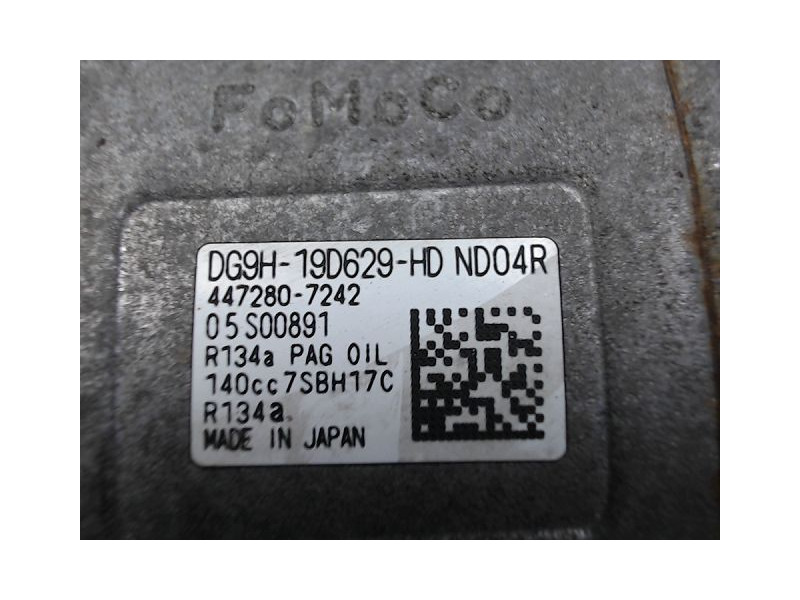 FoMoCo
DG9H-19D629-HD ND04R
447280-7242
05S00891
R134a PAG OIL
140cc7SBH17C
R134a
MADE IN JAPAN